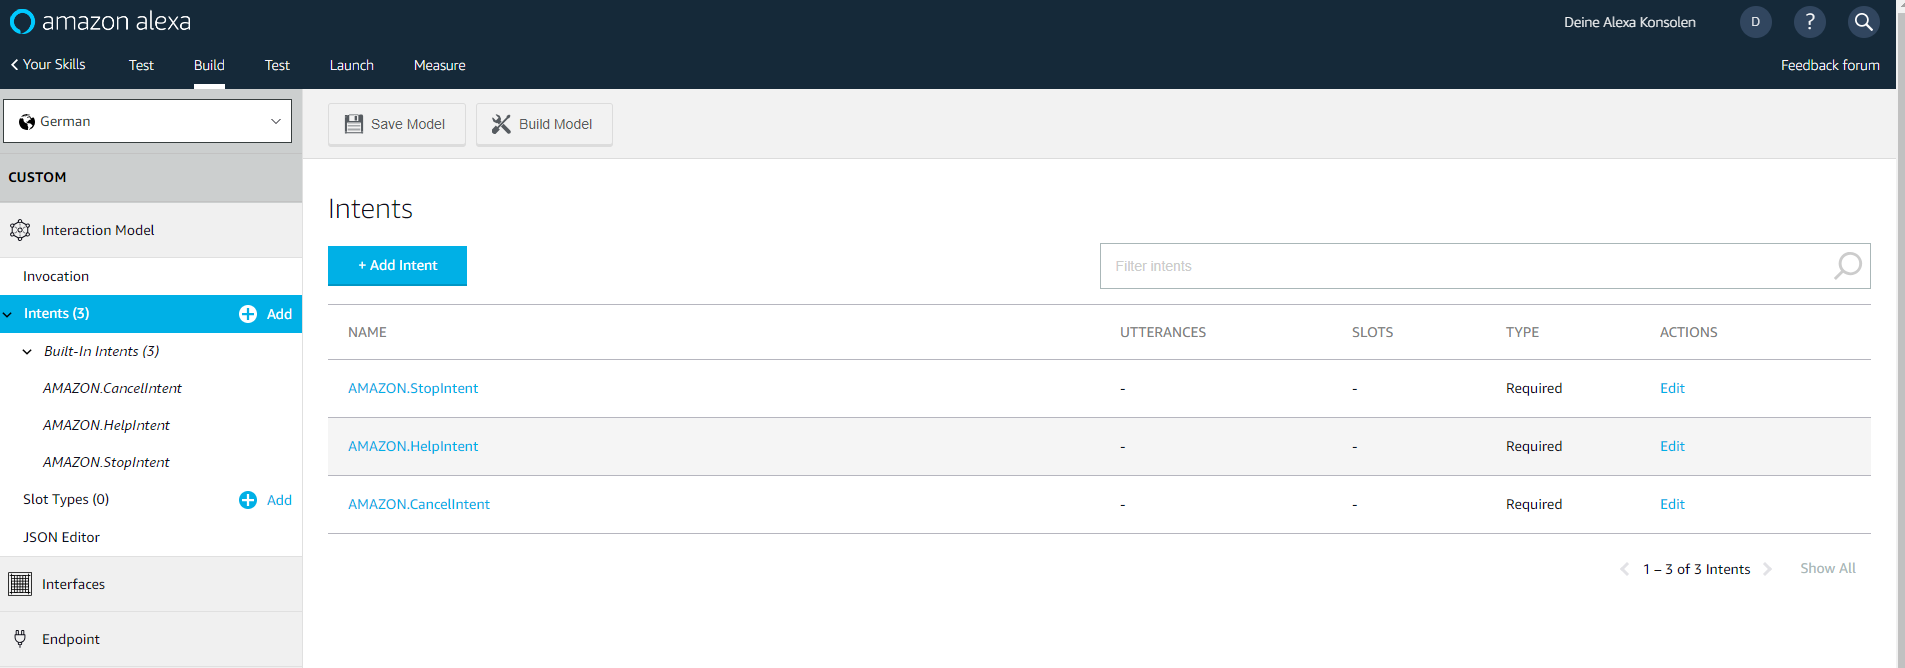 amazon alexa
Deine Alexa Konsolen
D
?
Your Skills
Test
Build
Test
Launch
Measure
Feedback forum
German
Save Model
Build Model
CUSTOM
Interaction Model
Invocation
Intents (3)
Add
Built-In Intents (3)
AMAZON.CancelIntent
AMAZON.HelpIntent
AMAZON.StopIntent
Slot Types (0)
Add
JSON Editor
Interfaces
Endpoint
Intents
+ Add Intent
Filter intents
NAME UTTERANCES SLOTS TYPE ACTIONS
AMAZON.StopIntent - - Required Edit
AMAZON.HelpIntent - - Required Edit
AMAZON.CancelIntent - - Required Edit
1 – 3 of 3 Intents
Show All